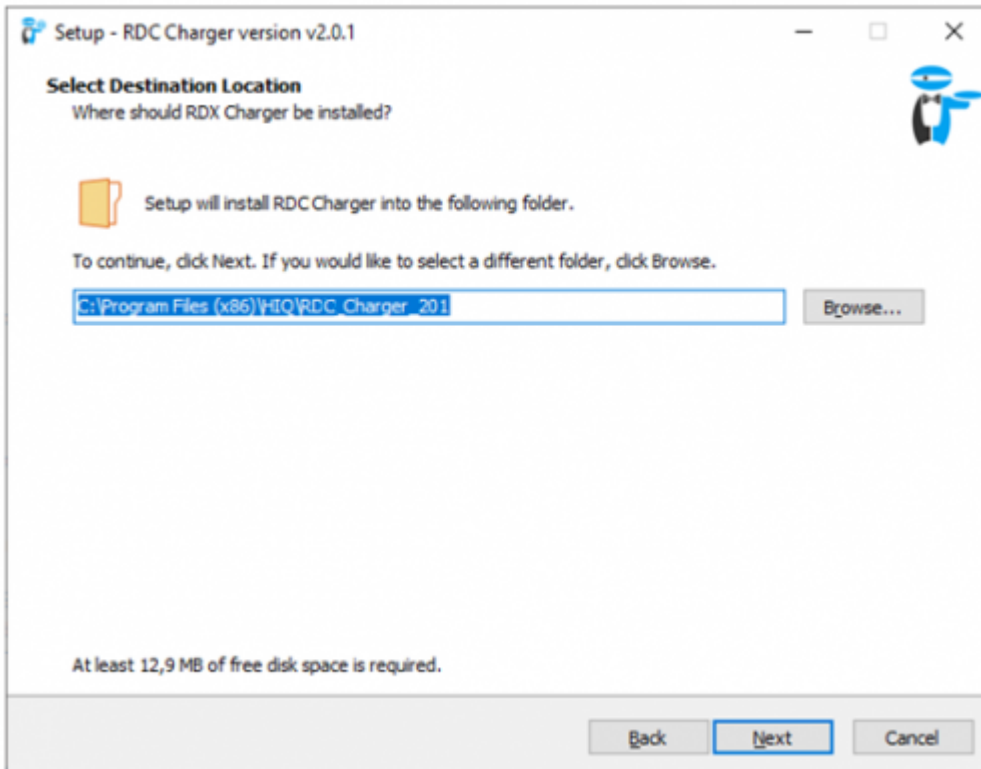 Setup - RDC Charger version v2.0.1
Select Destination Location
Where should RDX Charger be installed?
Setup will install RDC Charger into the following folder.
To continue, click Next. If you would like to select a different folder, click Browse.
C:\Program Files (x86)\HIQ\RDC_Charger_201
Browse...
At least 12,9 MB of free disk space is required.
Back
Next
Cancel